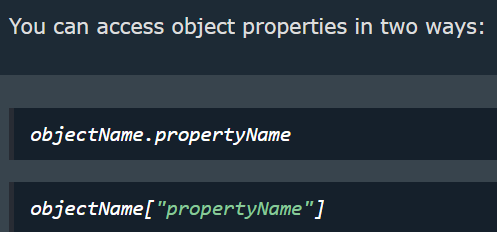 You can access object properties in two ways:
objectName.propertyName
objectName["propertyName"]